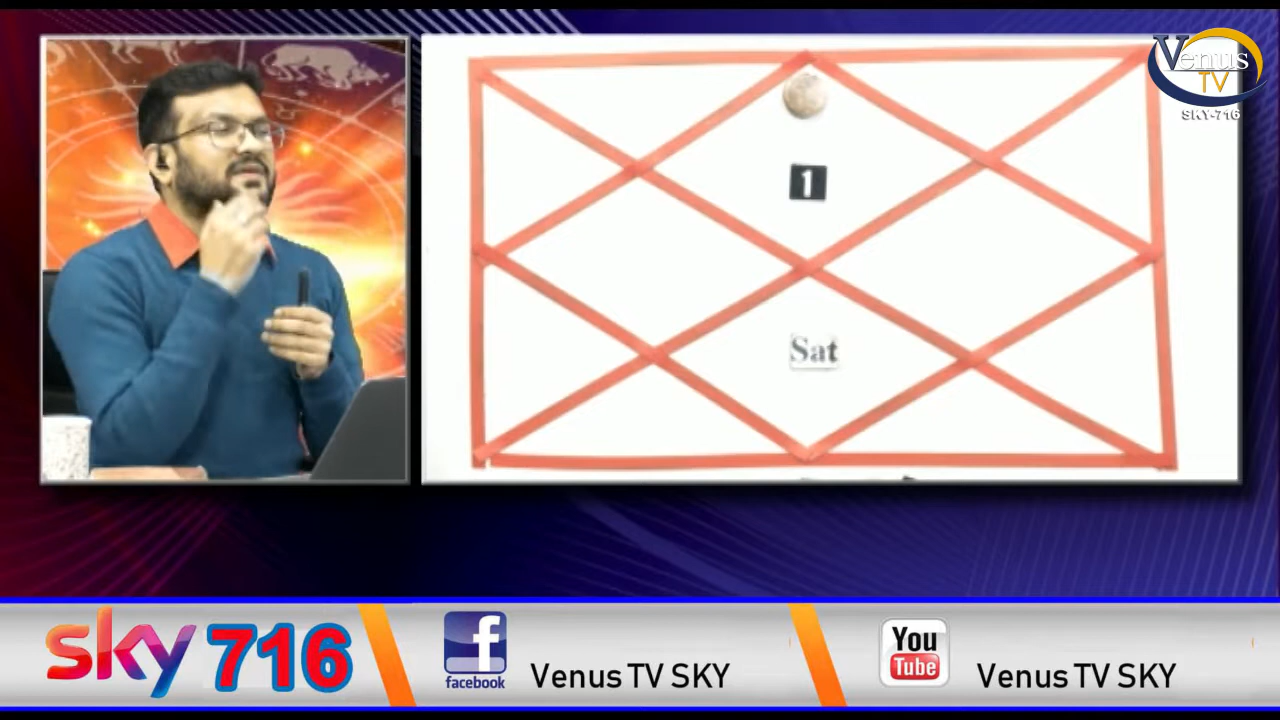 Venus
TV
SKY-716
1
Sat
sky 716
facebook
Venus TV SKY
You
Tube
Venus TV SKY